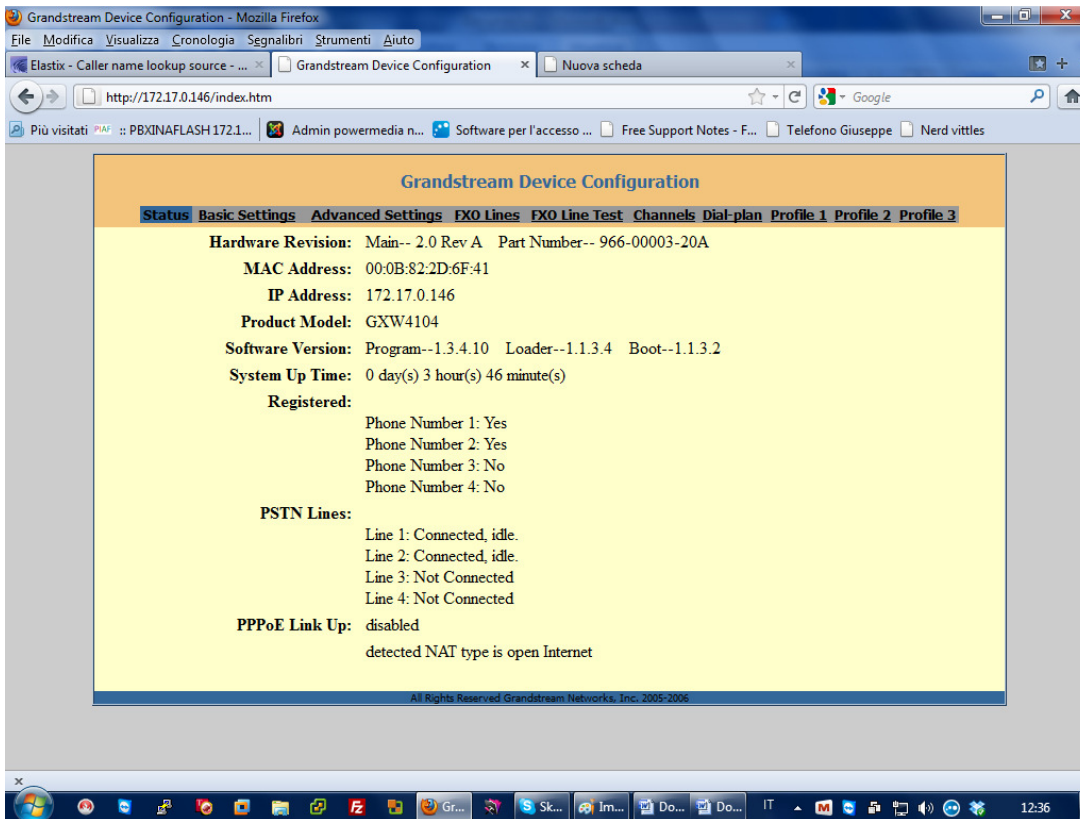 Grandstream Device Configuration - Mozilla Firefox
File Modifica Visualizza Cronologia Segnalibri Strumenti Aiuto
Elastix - Caller name lookup source - ... Grandstream Device Configuration Nuova scheda
http://172.17.0.146/index.htm Google
Più visitati PIAF :: PBXINAFLASH 172.1... Admin powermedia n... Software per l'accesso ... Free Support Notes - F... Telefono Giuseppe Nerd vittles
Grandstream Device Configuration
Status Basic Settings Advanced Settings FXO Lines FXO Line Test Channels Dial-plan Profile 1 Profile 2 Profile 3
Hardware Revision: Main-- 2.0 Rev A Part Number-- 966-00003-20A
MAC Address: 00:0B:82:2D:6F:41
IP Address: 172.17.0.146
Product Model: GXW4104
Software Version: Program--1.3.4.10 Loader--1.1.3.4 Boot--1.1.3.2
System Up Time: 0 day(s) 3 hour(s) 46 minute(s)
Registered:
Phone Number 1: Yes
Phone Number 2: Yes
Phone Number 3: No
Phone Number 4: No
PSTN Lines:
Line 1: Connected, idle.
Line 2: Connected, idle.
Line 3: Not Connected
Line 4: Not Connected
PPPoE Link Up: disabled
detected NAT type is open Internet
All Rights Reserved Grandstream Networks, Inc. 2005-2006
Gr... Sk... Im... Do... Do... IT 12:36